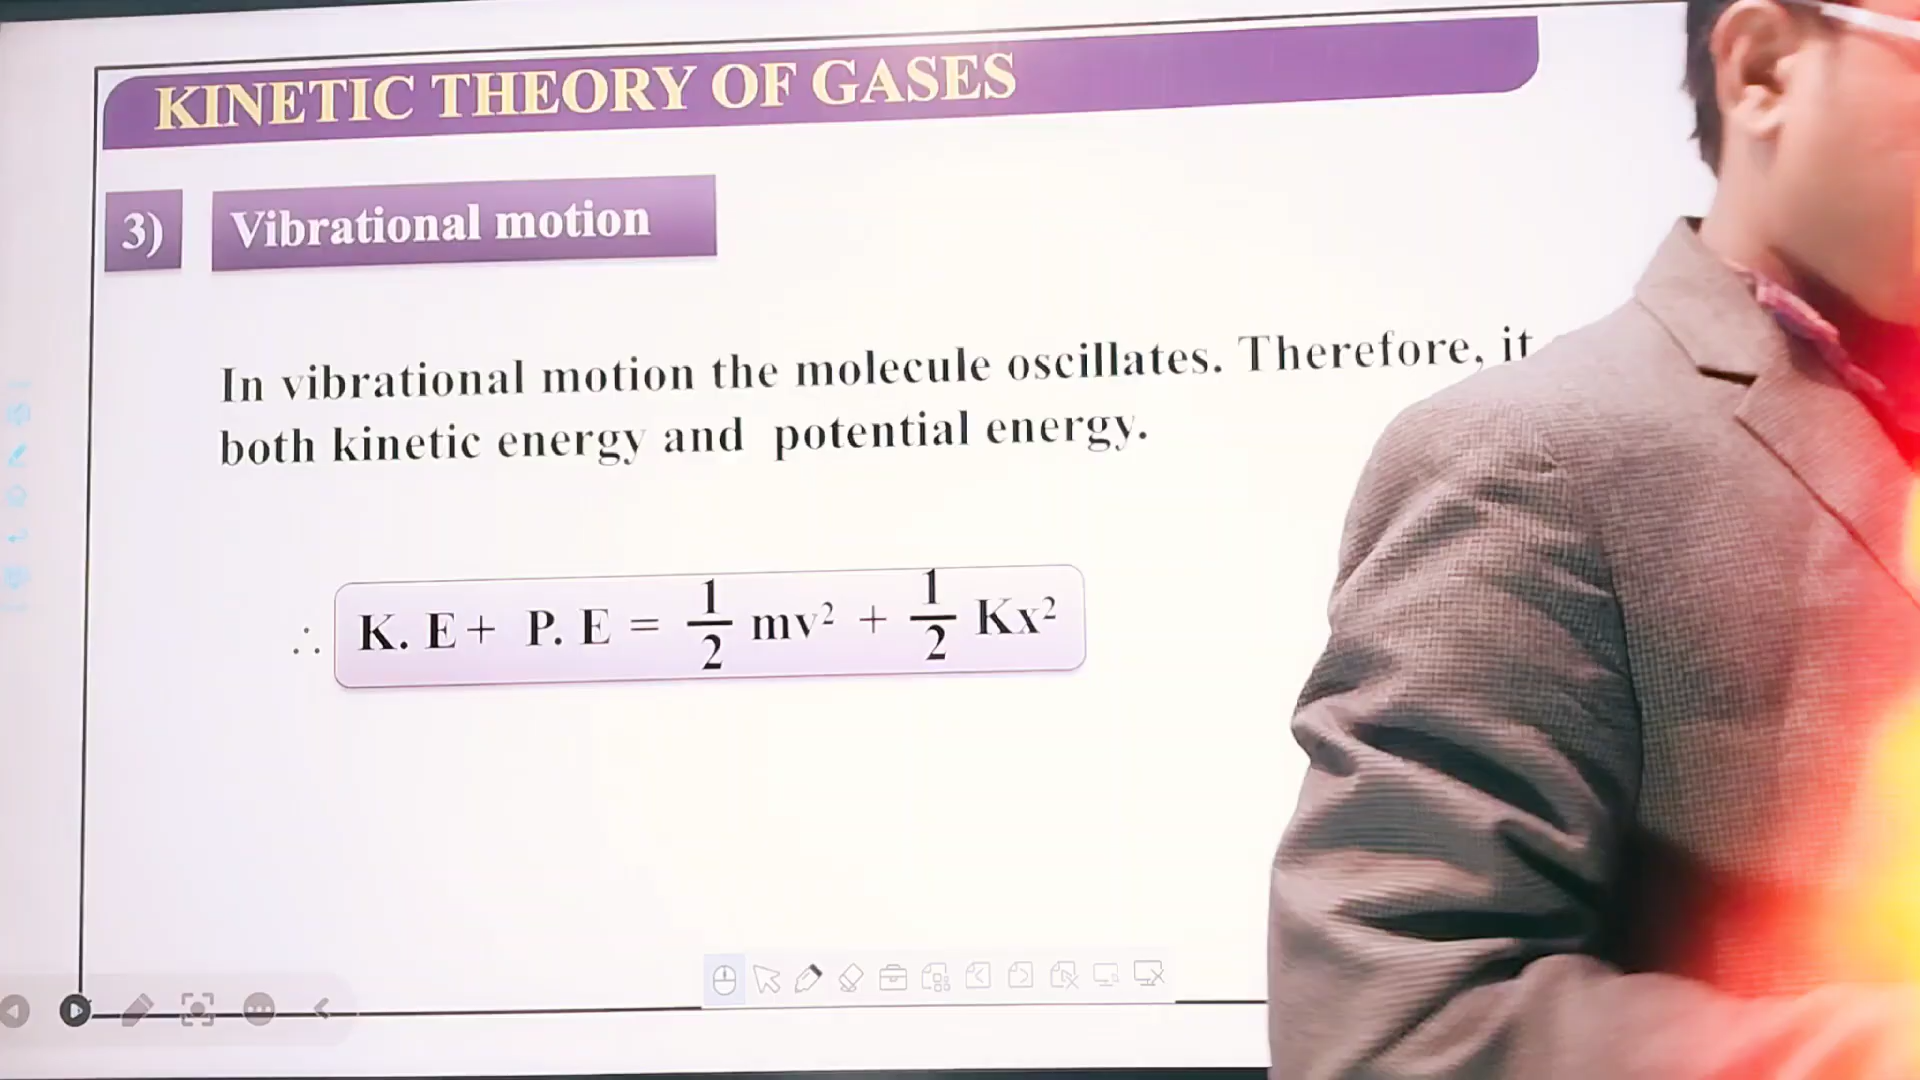 KINETIC THEORY OF GASES
3) Vibrational motion
In vibrational motion the molecule oscillates. Therefore, it
both kinetic energy and potential energy.
∴ K. E+ P. E = 1/2 mv² + 1/2 Kx²